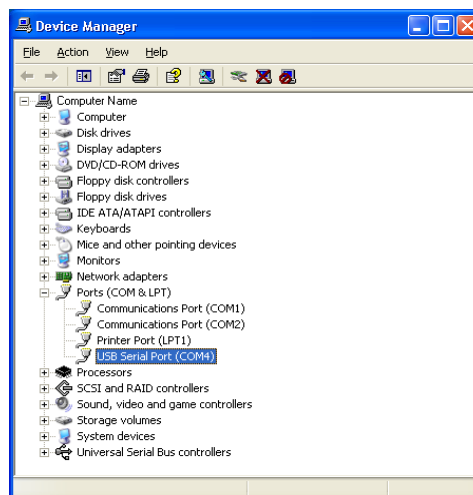 Device Manager
File Action View Help
Computer Name
Computer
Disk drives
Display adapters
DVD/CD-ROM drives
Floppy disk controllers
Floppy disk drives
IDE ATA/ATAPI controllers
Keyboards
Mice and other pointing devices
Monitors
Network adapters
Ports (COM & LPT)
Communications Port (COM1)
Communications Port (COM2)
Printer Port (LPT1)
USB Serial Port (COM4)
Processors
SCSI and RAID controllers
Sound, video and game controllers
Storage volumes
System devices
Universal Serial Bus controllers